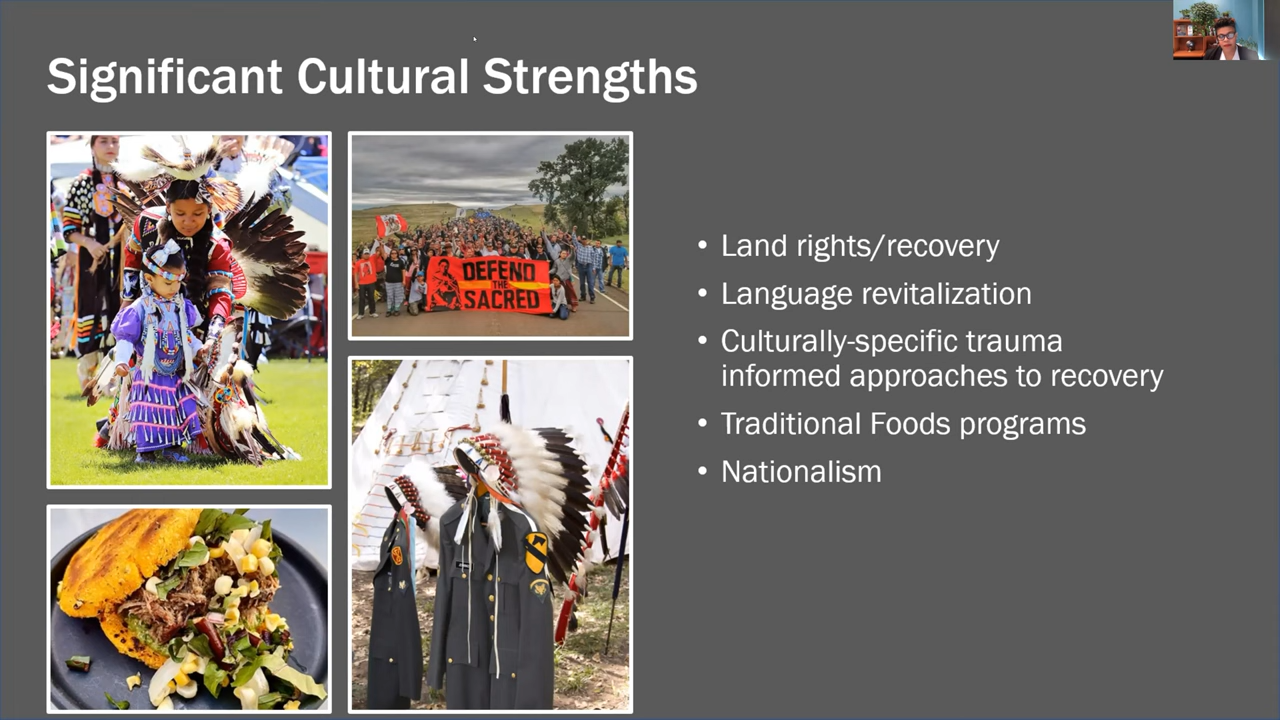 Significant Cultural Strengths
DEFEND
THE
SACRED
• Land rights/recovery
• Language revitalization
• Culturally-specific trauma
informed approaches to recovery
• Traditional Foods programs
• Nationalism